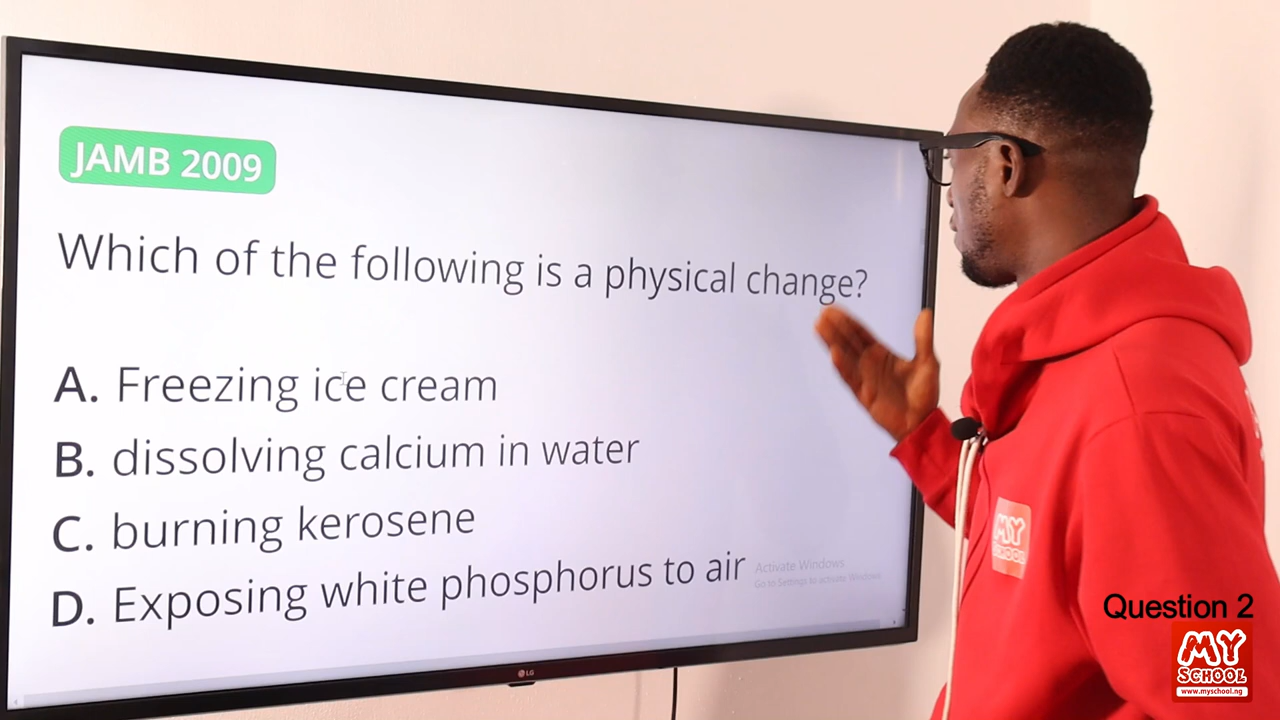 JAMB 2009
Which of the following is a physical change?
A. Freezing ice cream
B. dissolving calcium in water
C. burning kerosene
D. Exposing white phosphorus to air
Activate Windows
Go to Settings to activate Windows.
LG
MY
SCHOOL
Question 2
MY
SCHOOL
www.myschool.ng